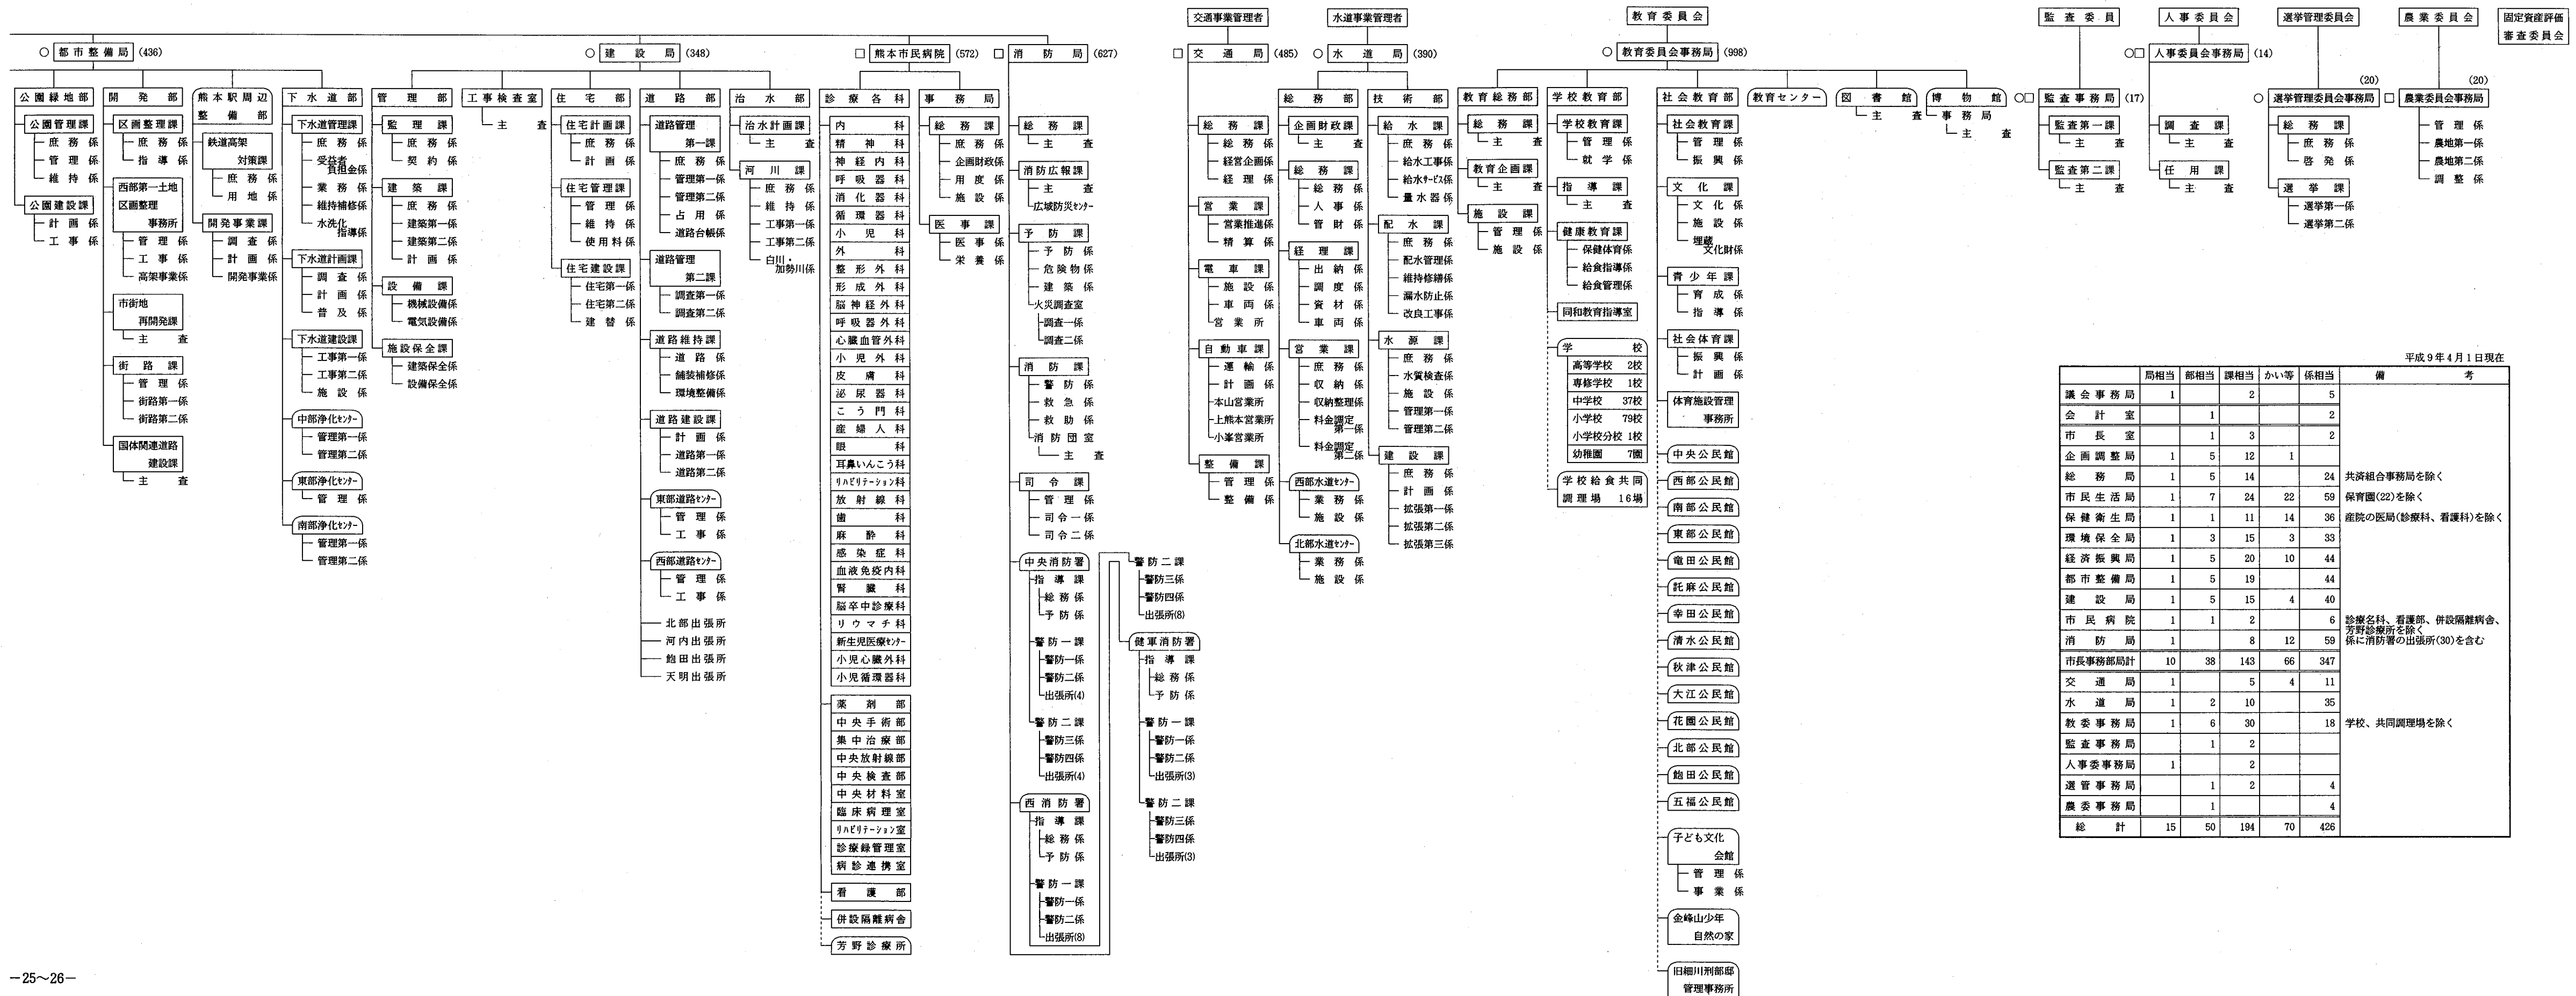 交通事業管理者
水道事業管理者
教育委員会
監査委員
人事委員会
選挙管理委員会
農業委員会
固定資産評価
審査委員会
○ 都市整備局 (436)
○ 建設局 (348)
□ 熊本市民病院 (572)
□ 消防局 (627)
□ 交通局 (485)
○ 水道局 (390)
○ 教育委員会事務局 (998)
○□ 人事委員会事務局 (14)
公園緑地部
公園管理課
庶務係
管理係
維持係
公園建設課
計画係
工事係
開発部
区画整理課
庶務係
指導係
西部第一土地
区画整理
事務所
管理係
工事係
高架事業係
市街地
再開発課
主査
街路課
管理係
街路第一係
街路第二係
国体関連道路
建設課
主査
熊本駅周辺
整備部
鉄道高架
対策課
庶務係
用地係
開発事業課
調査係
計画係
開発事業係
下水道部
下水道管理課
庶務係
受益者
負担金係
業務係
維持補修係
水洗化
指導係
下水道計画課
調査係
計画係
普及係
下水道建設課
工事第一係
工事第二係
施設係
中部浄化センター
管理第一係
管理第二係
東部浄化センター
管理係
南部浄化センター
管理第一係
管理第二係
管理部
監理課
庶務係
契約係
建築課
庶務係
建築第一係
建築第二係
計画係
設備課
機械設備係
電気設備係
施設保全課
建築保全係
設備保全係
工事検査室
主査
住宅部
住宅計画課
庶務係
計画係
住宅管理課
管理係
維持係
使用料係
住宅建設課
住宅第一係
住宅第二係
建替係
道路部
道路管理
第一課
庶務係
管理第一係
管理第二係
占用係
道路台帳係
道路管理
第二課
調査第一係
調査第二係
道路維持課
道路係
舗装補修係
環境整備係
道路建設課
計画係
道路第一係
道路第二係
東部道路センター
管理係
工事係
西部道路センター
管理係
工事係
北部出張所
河内出張所
飽田出張所
天明出張所
治水部
治水計画課
主査
河川課
庶務係
維持係
工事第一係
工事第二係
白川・
加勢川係
診療各科
内科
精神科
神経内科
呼吸器科
消化器科
循環器科
小児科
外科
整形外科
形成外科
脳神経外科
呼吸器外科
心臓血管外科
小児外科
皮膚科
泌尿器科
こう門科
産婦人科
眼科
耳鼻いんこう科
リハビリテーション科
放射線科
歯科
麻酔科
感染症科
血液免疫内科
腎臓科
脳卒中診療科
リウマチ科
新生児医療センター
小児心臓外科
小児循環器科
薬剤部
中央手術部
集中治療部
中央放射線部
中央検査部
中央材料室
臨床病理室
リハビリテーション室
診療録管理室
病診連携室
看護部
併設隔離病舎
芳野診療所
事務局
総務課
庶務係
企画財政係
用度係
施設係
医事課
医事係
栄養係
総務課
主査
消防広報課
主査
広域防災センター
予防課
予防係
危険物係
建築係
火災調査室
調査一係
調査二係
消防課
警防係
救急係
救助係
消防団室
主査
司令課
管理係
司令一係
司令二係
中央消防署
指導課
総務係
予防係
警防一課
警防一係
警防二係
出張所(4)
警防二課
警防三係
警防四係
出張所(4)
西消防署
指導課
総務係
予防係
警防一課
警防一係
警防二係
出張所(8)
警防二課
警防三係
警防四係
出張所(8)
健軍消防署
指導課
総務係
予防係
警防一課
警防一係
警防二係
出張所(3)
警防二課
警防三係
警防四係
出張所(3)
総務課
総務係
経営企画係
経理係
営業課
営業推進係
精算係
電車課
施設係
車両係
営業所
自動車課
運輸係
計画係
本山営業所
上熊本営業所
小峯営業所
整備課
管理係
整備係
総務部
企画財政課
主査
総務課
総務係
人事係
管財係
経理課
出納係
調度係
資材係
車両係
営業課
庶務係
収納係
収納整理係
料金調定
第一係
料金調定
第二係
西部水道センター
業務係
施設係
北部水道センター
業務係
施設係
技術部
給水課
庶務係
給水工事係
給水サービス係
量水器係
配水課
庶務係
配水管理係
維持修繕係
漏水防止係
改良工事係
水源課
庶務係
水質検査係
施設係
管理第一係
管理第二係
建設課
庶務係
計画係
拡張第一係
拡張第二係
拡張第三係
教育総務部
総務課
主査
教育企画課
主査
施設課
管理係
施設係
学校教育部
学校教育課
管理係
就学係
指導課
主査
健康教育課
保健体育係
給食指導係
給食管理係
同和教育指導室
学校
高等学校 2校
専修学校 1校
中学校 37校
小学校 79校
小学校分校 1校
幼稚園 7園
学校給食共同
調理場 16場
社会教育部
社会教育課
管理係
振興係
文化課
文化係
施設係
埋蔵
文化財係
青少年課
育成係
指導係
社会体育課
振興係
計画係
体育施設管理
事務所
中央公民館
西部公民館
南部公民館
東部公民館
竜田公民館
託麻公民館
幸田公民館
清水公民館
秋津公民館
大江公民館
花園公民館
北部公民館
飽田公民館
五福公民館
子ども文化
会館
管理係
事業係
金峰山少年
自然の家
旧細川刑部邸
管理事務所
教育センター
図書館
主査
博物館
事務局
主査
○□ 監査事務局 (17)
監査第一課
主査
監査第二課
主査
調査課
主査
任用課
主査
(20)
○ 選挙管理委員会事務局
総務課
庶務係
啓発係
選挙課
選挙第一係
選挙第二係
(20)
□ 農業委員会事務局
管理係
農地第一係
農地第二係
調整係
平成9年4月1日現在
局相当 部相当 課相当 かい等 係相当 備考
議会事務局 1 2 5
会計室 1 2
市長室 1 3 2
企画調整局 1 5 12 1
総務局 1 5 14 24 共済組合事務局を除く
市民生活局 1 7 24 22 59 保育園(22)を除く
保健衛生局 1 1 11 14 36 産院の医局(診療科、看護科)を除く
環境保全局 1 3 15 3 33
経済振興局 1 5 20 10 44
都市整備局 1 5 19 44
建設局 1 5 15 4 40
市民病院 1 1 2 6 診療名科、看護部、併設隔離病舎、
芳野診療所を除く
消防局 1 8 12 59 係に消防署の出張所(30)を含む
市長事務部局計 10 38 143 66 347
交通局 1 5 4 11
水道局 1 2 10 35
教委事務局 1 6 30 18 学校、共同調理場を除く
監査事務局 1 2
人事委事務局 1 2
選管事務局 1 2 4
農委事務局 1 4
総計 15 50 194 70 426
－25～26－